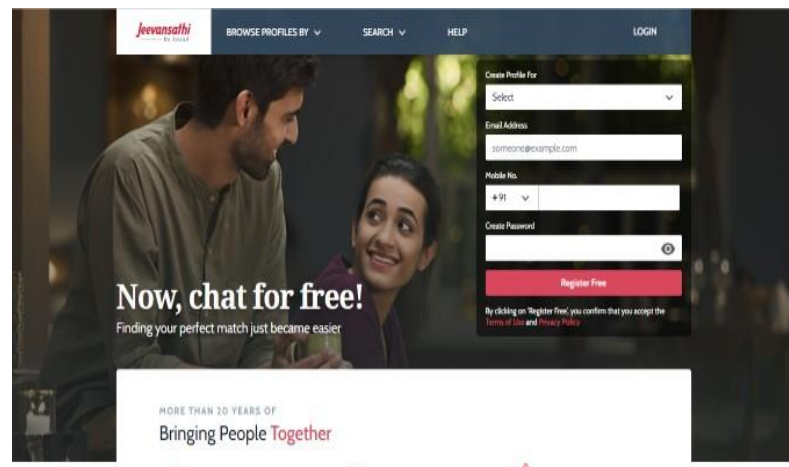 Jeevansathi
Be Found
BROWSE PROFILES BY
SEARCH
HELP
LOGIN
Create Profile For
Select
Email Address
someone@example.com
Mobile No.
+91
Create Password
Register Free
By clicking on 'Register Free', you confirm that you accept the
Terms of Use and Privacy Policy
Now, chat for free!
Finding your perfect match just became easier
MORE THAN 20 YEARS OF
Bringing People Together